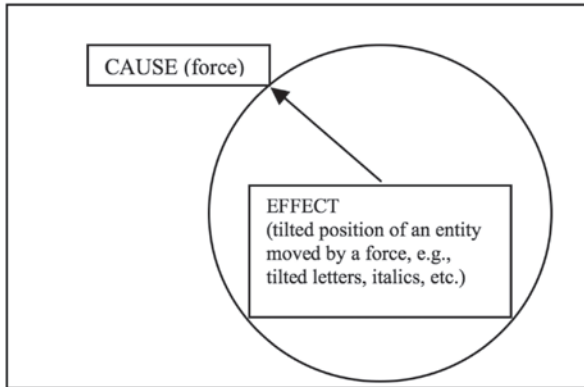 CAUSE (force)
EFFECT
(tilted position of an entity
moved by a force, e.g.,
tilted letters, italics, etc.)